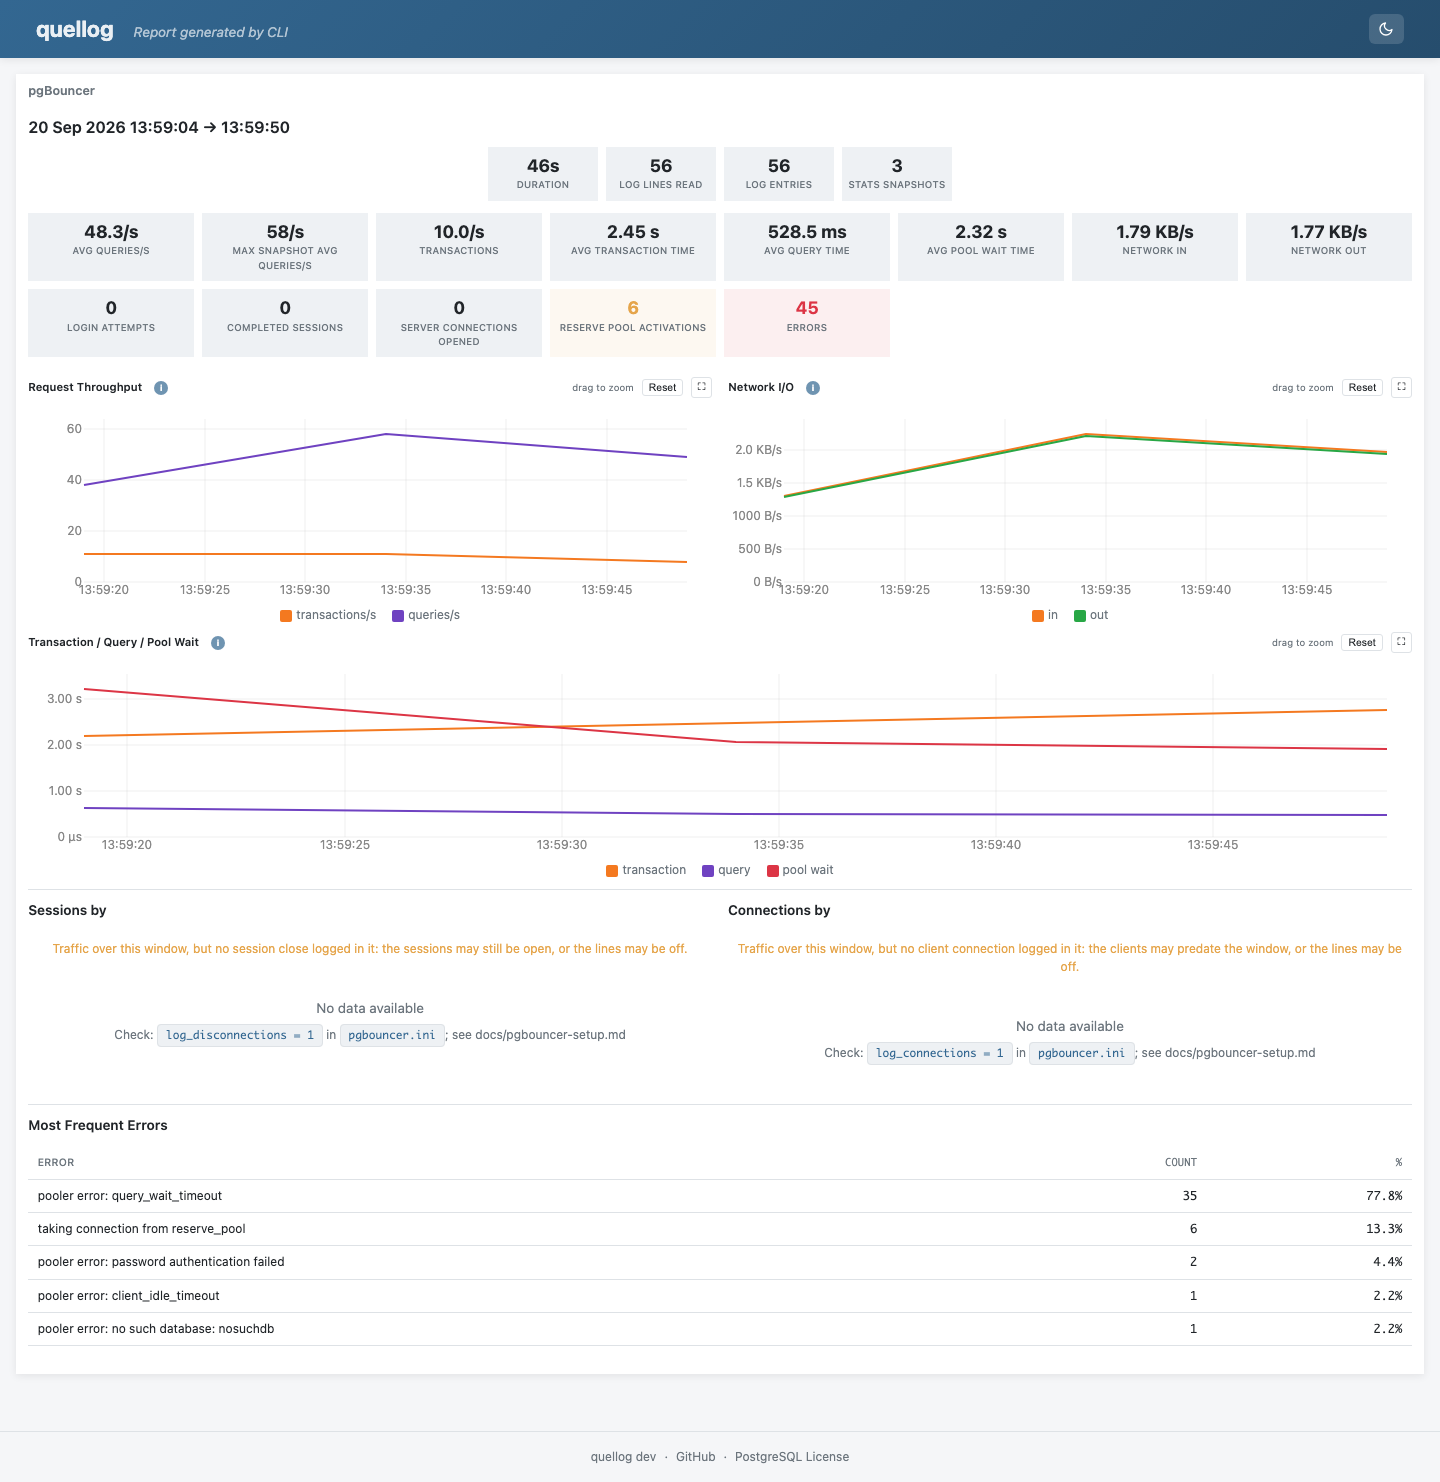 quellog Report generated by CLI
pgBouncer
20 Sep 2026 13:59:04 → 13:59:50
46s 56 56 3
DURATION LOG LINES READ LOG ENTRIES STATS SNAPSHOTS
48.3/s 58/s 10.0/s 2.45 s 528.5 ms 2.32 s 1.79 KB/s 1.77 KB/s
AVG QUERIES/S MAX SNAPSHOT AVG TRANSACTIONS AVG TRANSACTION TIME AVG QUERY TIME AVG POOL WAIT TIME NETWORK IN NETWORK OUT
QUERIES/S
0 0 0 6 45
LOGIN ATTEMPTS COMPLETED SESSIONS SERVER CONNECTIONS RESERVE POOL ACTIVATIONS ERRORS
OPENED
Request Throughput i drag to zoom Reset
60
40
20
0
13:59:20 13:59:25 13:59:30 13:59:35 13:59:40 13:59:45
transactions/s queries/s
Network I/O i drag to zoom Reset
2.0 KB/s
1.5 KB/s
1000 B/s
500 B/s
0 B/s
13:59:20 13:59:25 13:59:30 13:59:35 13:59:40 13:59:45
in out
Transaction / Query / Pool Wait i drag to zoom Reset
3.00 s
2.00 s
1.00 s
0 µs
13:59:20 13:59:25 13:59:30 13:59:35 13:59:40 13:59:45
transaction query pool wait
Sessions by
Traffic over this window, but no session close logged in it: the sessions may still be open, or the lines may be off.
No data available
Check: log_disconnections = 1 in pgbouncer.ini; see docs/pgbouncer-setup.md
Connections by
Traffic over this window, but no client connection logged in it: the clients may predate the window, or the lines may be
off.
No data available
Check: log_connections = 1 in pgbouncer.ini; see docs/pgbouncer-setup.md
Most Frequent Errors
ERROR COUNT %
pooler error: query_wait_timeout 35 77.8%
taking connection from reserve_pool 6 13.3%
pooler error: password authentication failed 2 4.4%
pooler error: client_idle_timeout 1 2.2%
pooler error: no such database: nosuchdb 1 2.2%
quellog dev · GitHub · PostgreSQL License